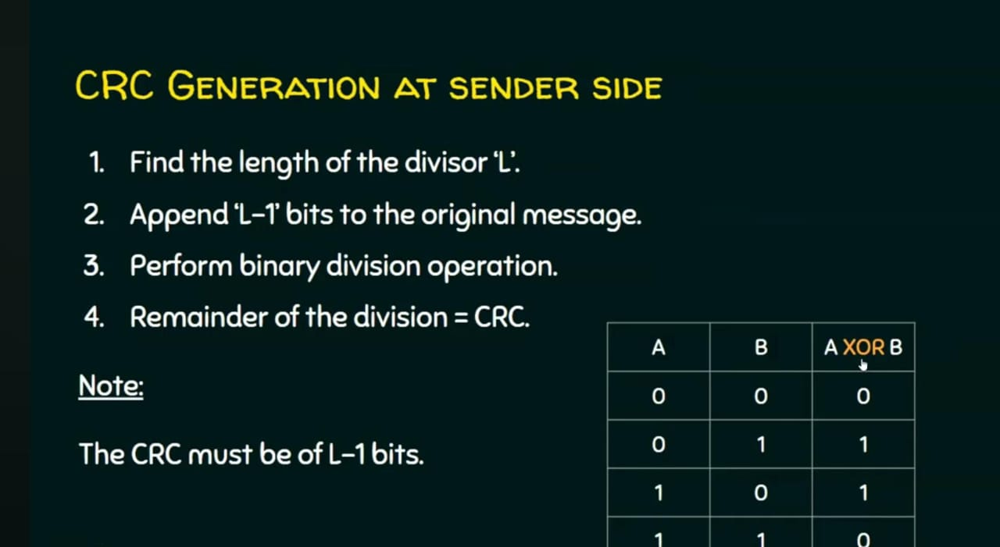 CRC GENERATION AT SENDER SIDE
1. Find the length of the divisor ‘L’.
2. Append ‘L–1’ bits to the original message.
3. Perform binary division operation.
4. Remainder of the division = CRC.
Note:
The CRC must be of L–1 bits.
A B A XOR B
0 0 0
0 1 1
1 0 1
1 1 0